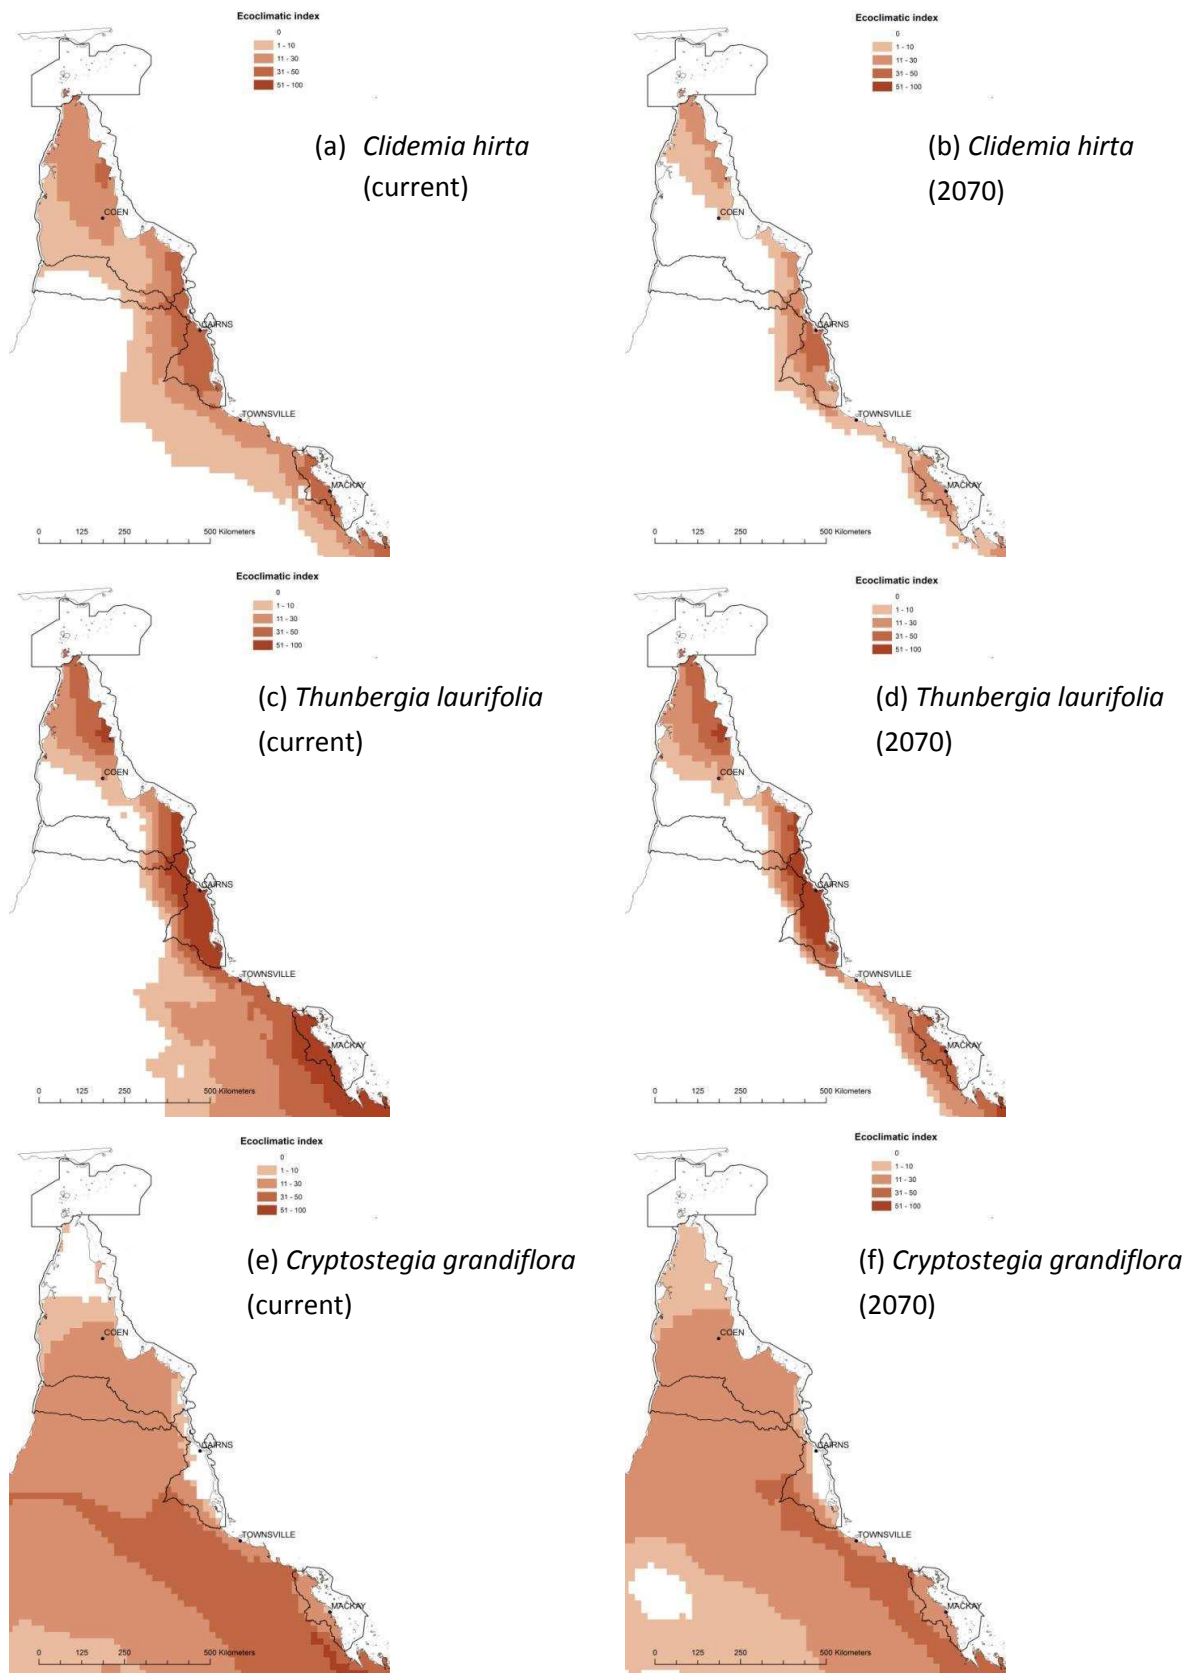 Ecoclimatic index
0
1 - 10
11 - 30
31 - 50
51 - 100
(a) Clidemia hirta
(current)
COEN
CAIRNS
TOWNSVILLE
MACKAY
0 125 250 500 Kilometers
Ecoclimatic index
0
1 - 10
11 - 30
31 - 50
51 - 100
(b) Clidemia hirta
(2070)
COEN
CAIRNS
TOWNSVILLE
MACKAY
0 125 250 500 Kilometers
Ecoclimatic index
0
1 - 10
11 - 30
31 - 50
51 - 100
(c) Thunbergia laurifolia
(current)
COEN
CAIRNS
TOWNSVILLE
MACKAY
0 125 250 500 Kilometers
Ecoclimatic index
0
1 - 10
11 - 30
31 - 50
51 - 100
(d) Thunbergia laurifolia
(2070)
COEN
CAIRNS
TOWNSVILLE
MACKAY
0 125 250 500 Kilometers
Ecoclimatic index
0
1 - 10
11 - 30
31 - 50
51 - 100
(e) Cryptostegia grandiflora
(current)
COEN
CAIRNS
TOWNSVILLE
MACKAY
0 125 250 500 Kilometers
Ecoclimatic index
0
1 - 10
11 - 30
31 - 50
51 - 100
(f) Cryptostegia grandiflora
(2070)
COEN
CAIRNS
TOWNSVILLE
MACKAY
0 125 250 500 Kilometers